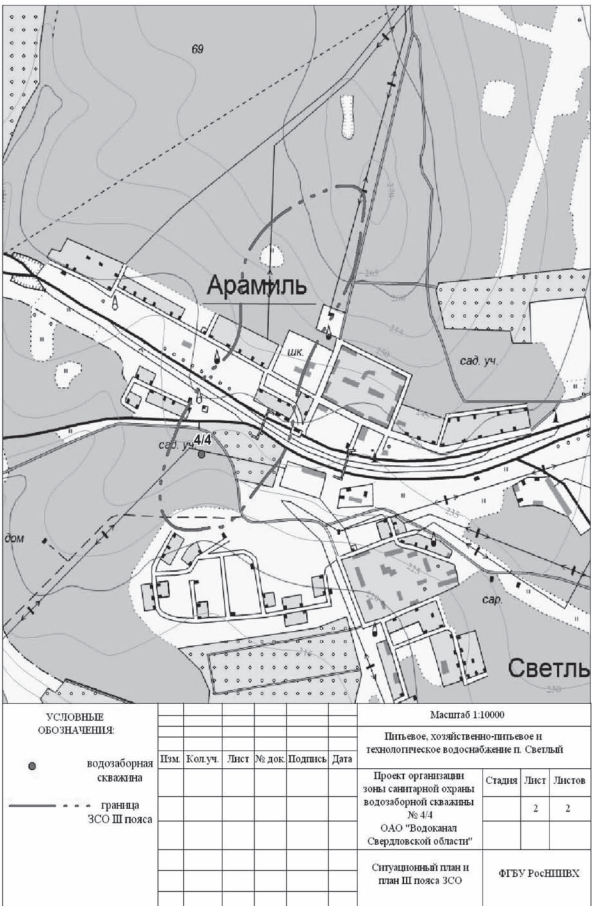 69
Арамиль
шк.
сад. уч.
сад. уч.
4/4
дом
235
сар.
Светль
УСЛОВНЫЕ
ОБОЗНАЧЕНИЯ:
водозаборная
скважина
граница
ЗСО III пояса
Изм. Кол.уч. Лист № док. Подпись Дата
Масштаб 1:10000
Питьевое, хозяйственно-питьевое и
технологическое водоснабжение п. Светлый
Проект организации
зоны санитарной охраны
водозаборной скважины
№ 4/4
ОАО "Водоканал
Свердловской области"
Стадия Лист Листов
2 2
Ситуационный план и
план III пояса ЗСО
ФГБУ РосНИИВХ